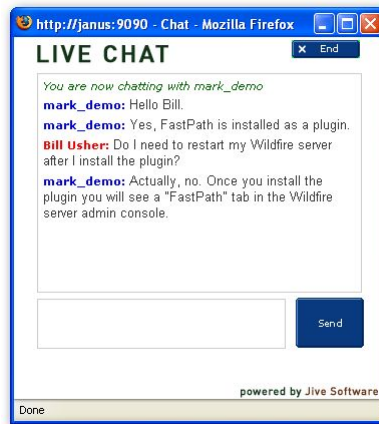 http://janus:9090 - Chat - Mozilla Firefox
LIVE CHAT
x End
You are now chatting with mark_demo
mark_demo: Hello Bill.
mark_demo: Yes, FastPath is installed as a plugin.
Bill Usher: Do I need to restart my Wildfire server
after I install the plugin?
mark_demo: Actually, no. Once you install the
plugin you will see a "FastPath" tab in the Wildfire
server admin console.
Send
powered by Jive Software
Done